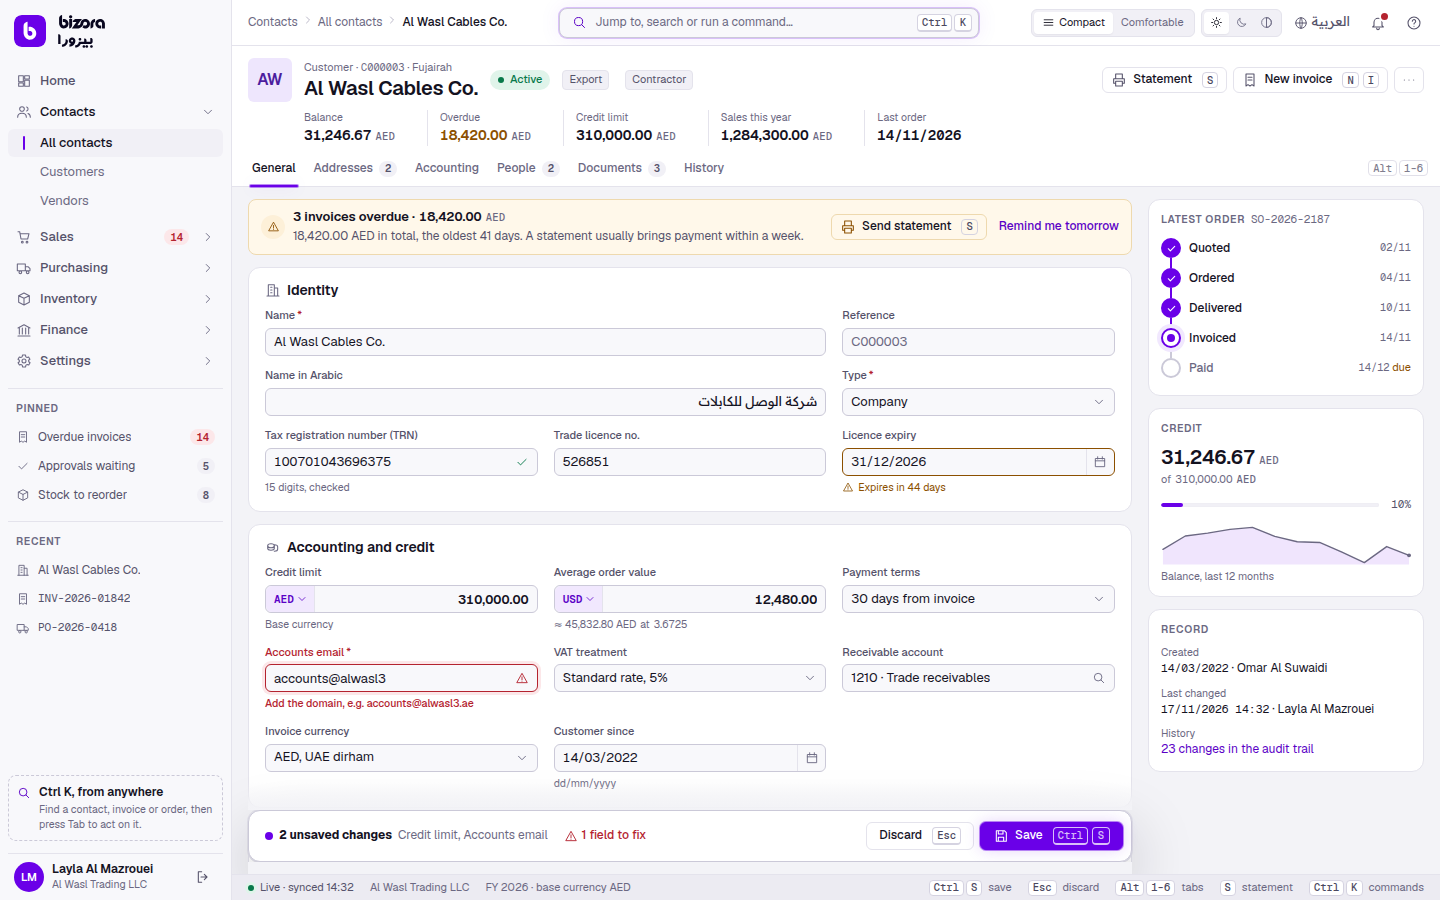 bizora
بيزورا
Home
Contacts
All contacts
Customers
Vendors
Sales 14
Purchasing
Inventory
Finance
Settings
PINNED
Overdue invoices 14
Approvals waiting 5
Stock to reorder 8
RECENT
Al Wasl Cables Co.
INV-2026-01842
PO-2026-0418
Ctrl K, from anywhere
Find a contact, invoice or order, then
press Tab to act on it.
LM Layla Al Mazrouei
Al Wasl Trading LLC
Contacts All contacts Al Wasl Cables Co.
Jump to, search or run a command... Ctrl K
Compact Comfortable
العربية
AW
Customer · C000003 · Fujairah
Al Wasl Cables Co. Active Export Contractor
Statement S New invoice N I ...
Balance
31,246.67 AED
Overdue
18,420.00 AED
Credit limit
310,000.00 AED
Sales this year
1,284,300.00 AED
Last order
14/11/2026
General Addresses 2 Accounting People 2 Documents 3 History
Alt 1-6
3 invoices overdue · 18,420.00 AED
18,420.00 AED in total, the oldest 41 days. A statement usually brings payment within a week.
Send statement S Remind me tomorrow
Identity
Name *
Al Wasl Cables Co.
Reference
C000003
Name in Arabic
شركة الوصل للكابلات
Type *
Company
Tax registration number (TRN)
100701043696375
15 digits, checked
Trade licence no.
526851
Licence expiry
31/12/2026
Expires in 44 days
Accounting and credit
Credit limit
AED 310,000.00
Base currency
Average order value
USD 12,480.00
≈ 45,832.80 AED at 3.6725
Payment terms
30 days from invoice
Accounts email *
accounts@alwasl3
Add the domain, e.g. accounts@alwasl3.ae
VAT treatment
Standard rate, 5%
Receivable account
1210 · Trade receivables
Invoice currency
AED, UAE dirham
Customer since
14/03/2022
dd/mm/yyyy
2 unsaved changes Credit limit, Accounts email 1 field to fix
Discard Esc Save Ctrl S
LATEST ORDER SO-2026-2187
Quoted 02/11
Ordered 04/11
Delivered 10/11
Invoiced 14/11
Paid 14/12 due
CREDIT
31,246.67 AED
of 310,000.00 AED
10%
Balance, last 12 months
RECORD
Created
14/03/2022 · Omar Al Suwaidi
Last changed
17/11/2026 14:32 · Layla Al Mazrouei
History
23 changes in the audit trail
Live · synced 14:32 Al Wasl Trading LLC FY 2026 · base currency AED
Ctrl S save Esc discard Alt 1-6 tabs S statement Ctrl K commands